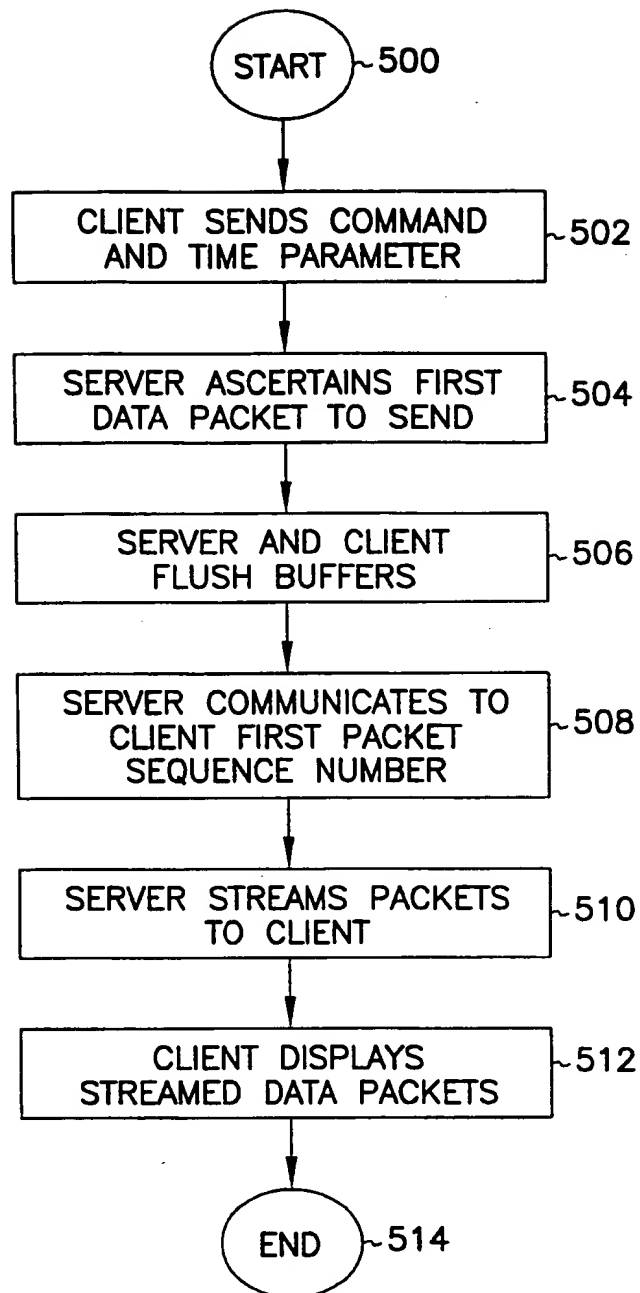 START
500
CLIENT SENDS COMMAND
AND TIME PARAMETER
502
SERVER ASCERTAINS FIRST
DATA PACKET TO SEND
504
SERVER AND CLIENT
FLUSH BUFFERS
506
SERVER COMMUNICATES TO
CLIENT FIRST PACKET
SEQUENCE NUMBER
508
SERVER STREAMS PACKETS
TO CLIENT
510
CLIENT DISPLAYS
STREAMED DATA PACKETS
512
END
514